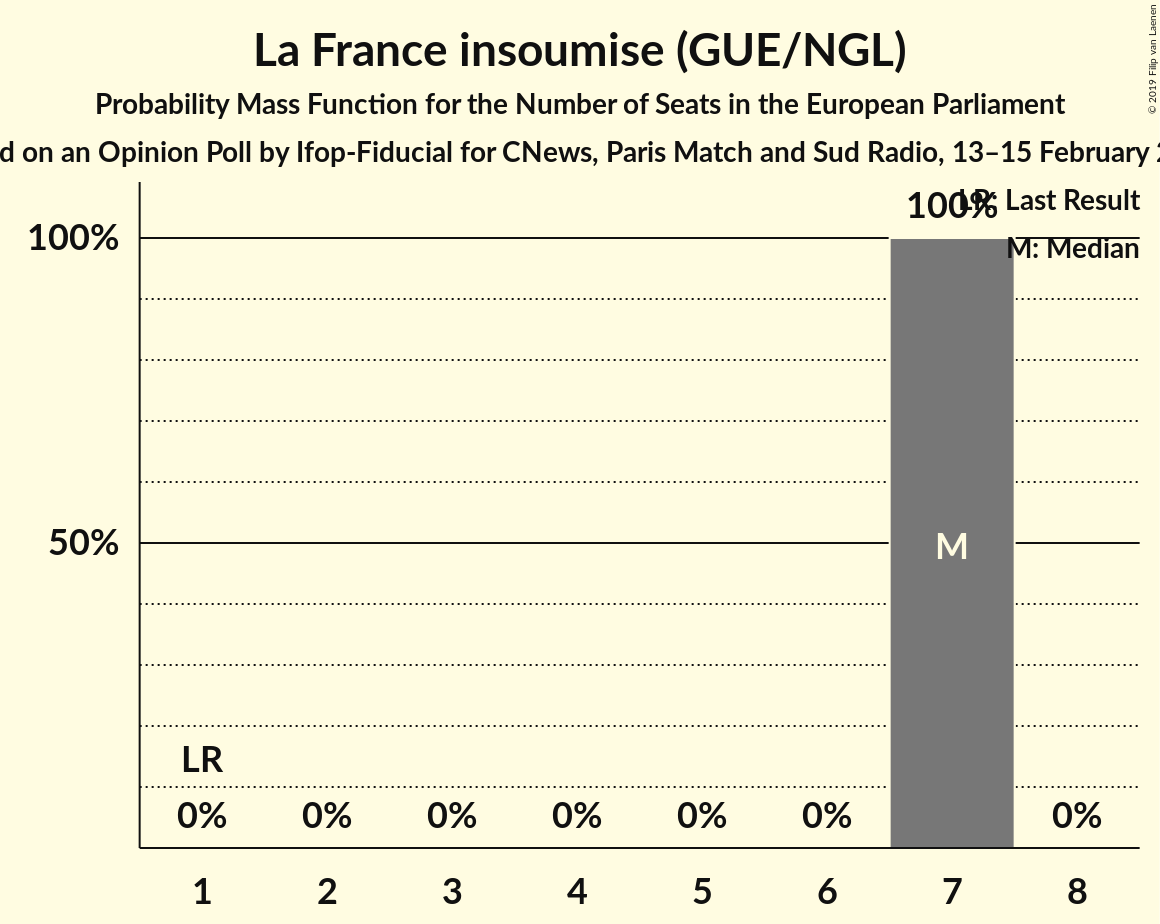 La France insoumise (GUE/NGL)
Probability Mass Function for the Number of Seats in the European Parliament
on an Opinion Poll by Ifop-Fiducial for CNews, Paris Match and Sud Radio, 13–15 February
© 2019 Filip van Laenen
100%
LR: Last Result
100%
M: Median
50%
M
LR
0% 0% 0% 0% 0% 0% 0%
1 2 3 4 5 6 7 8